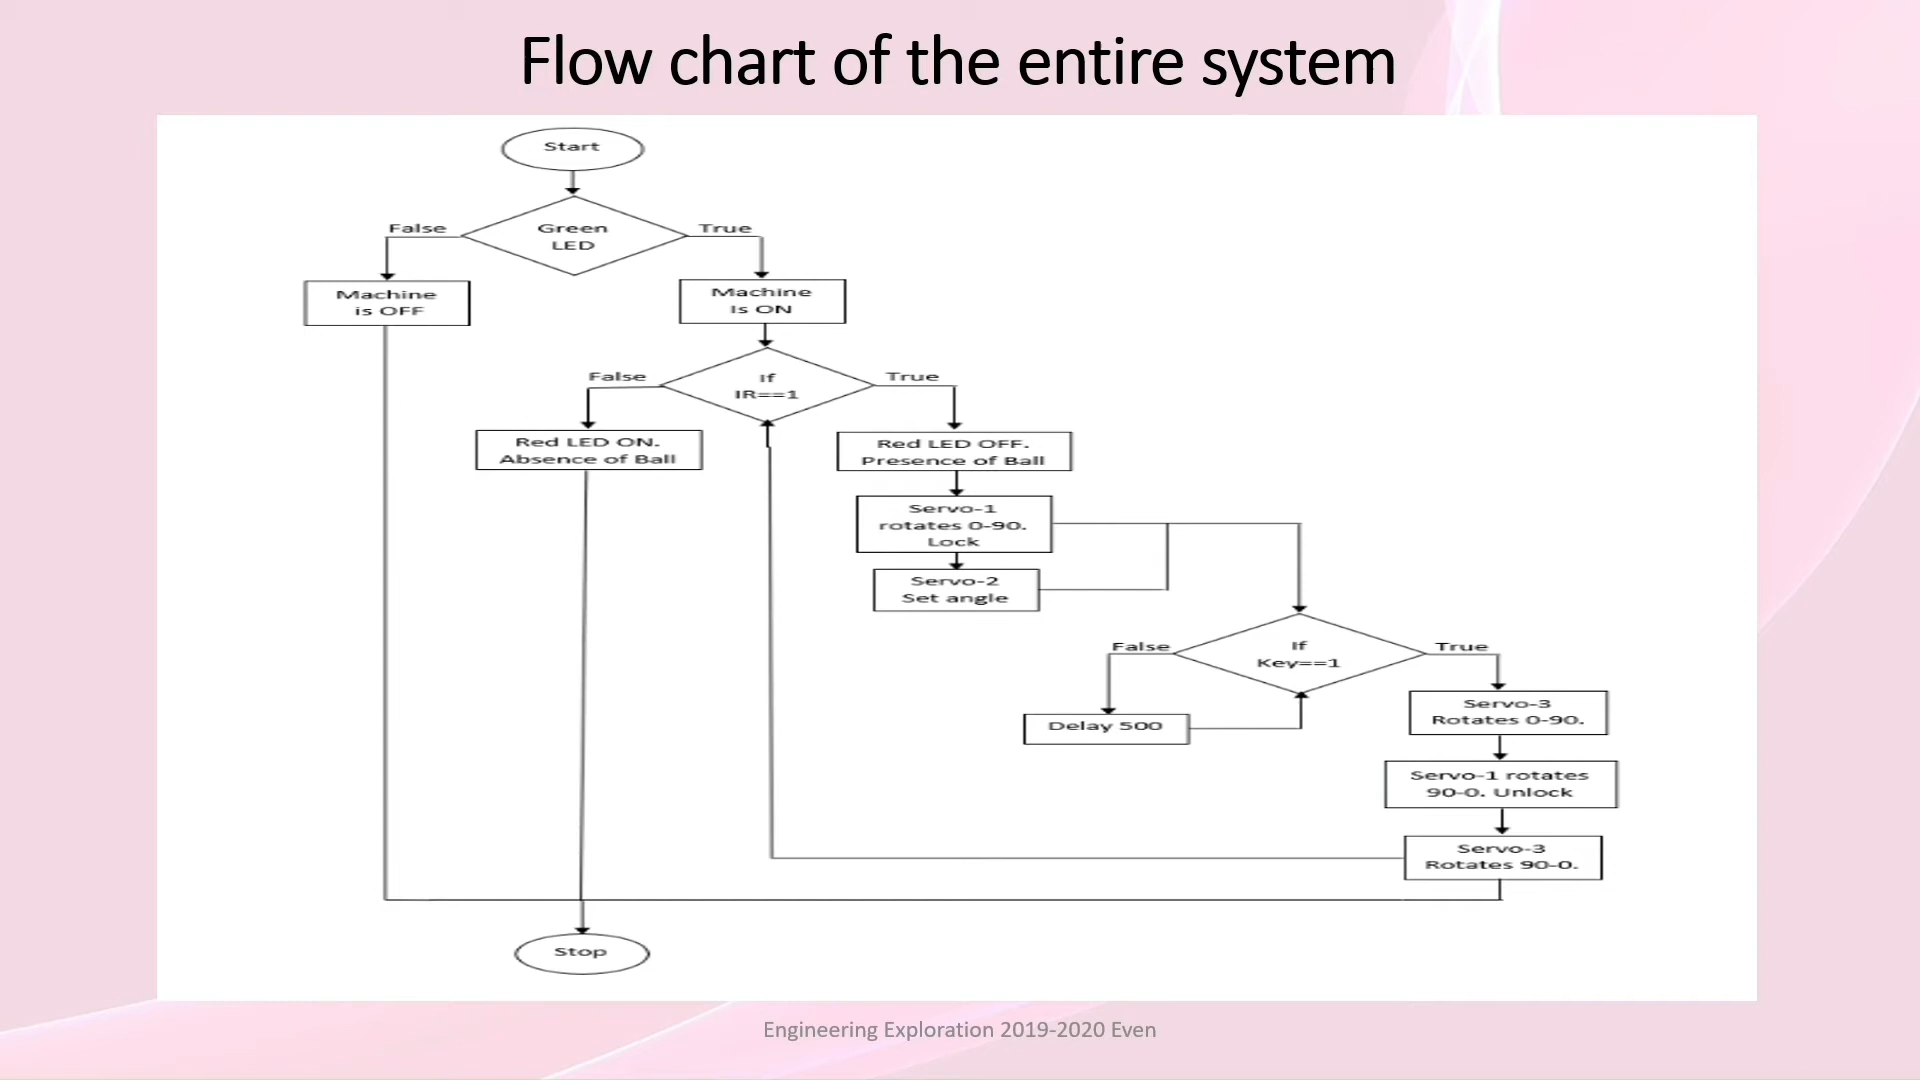 Flow chart of the entire system
Start
False
Green
LED
True
Machine
is OFF
Machine
Is ON
False
If
IR==1
True
Red LED ON.
Absence of Ball
Red LED OFF.
Presence of Ball
Servo-1
rotates 0-90.
Lock
Servo-2
Set angle
False
If
Key==1
True
Delay 500
Servo-3
Rotates 0-90.
Servo-1 rotates
90-0. Unlock
Servo-3
Rotates 90-0.
Stop
Engineering Exploration 2019-2020 Even